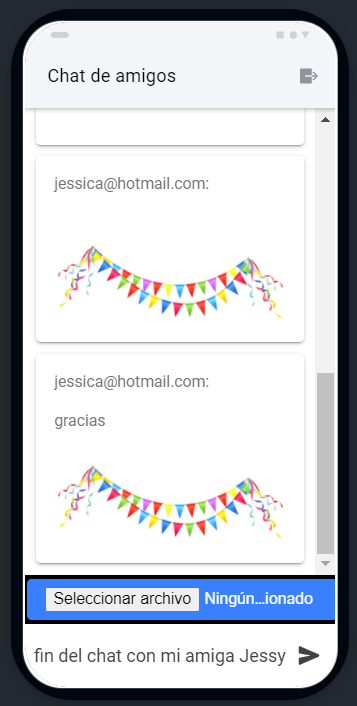 Chat de amigos
jessica@hotmail.com:
jessica@hotmail.com:
gracias
Seleccionar archivo Ningún...ionado
fin del chat con mi amiga Jessy